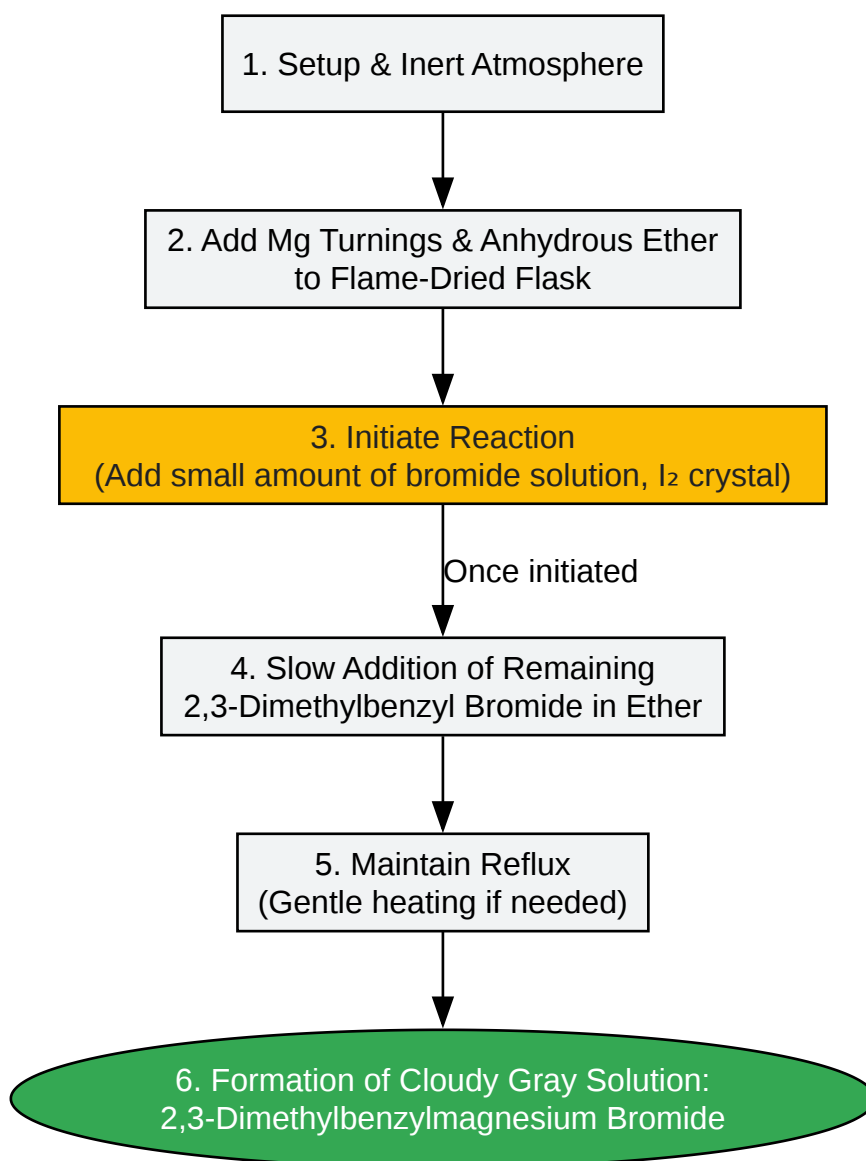 1. Setup & Inert Atmosphere
2. Add Mg Turnings & Anhydrous Ether
to Flame-Dried Flask
3. Initiate Reaction
(Add small amount of bromide solution, I₂ crystal)
Once initiated
4. Slow Addition of Remaining
2,3-Dimethylbenzyl Bromide in Ether
5. Maintain Reflux
(Gentle heating if needed)
6. Formation of Cloudy Gray Solution:
2,3-Dimethylbenzylmagnesium Bromide